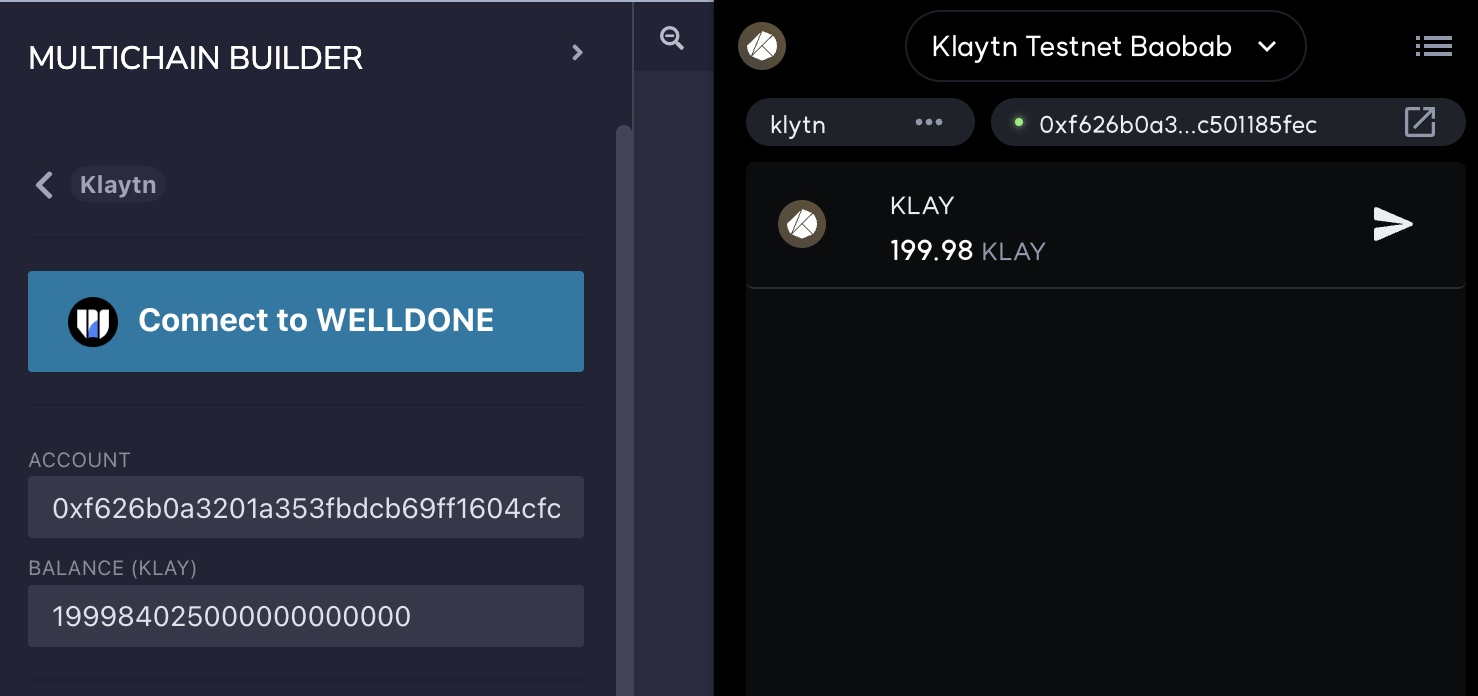 MULTICHAIN BUILDER
Klaytn
Connect to WELLDONE
ACCOUNT
0xf626b0a3201a353fbdcb69ff1604cfc
BALANCE (KLAY)
199984025000000000000
Klaytn Testnet Baobab
klytn
0xf626b0a3...c501185fec
KLAY
199.98 KLAY